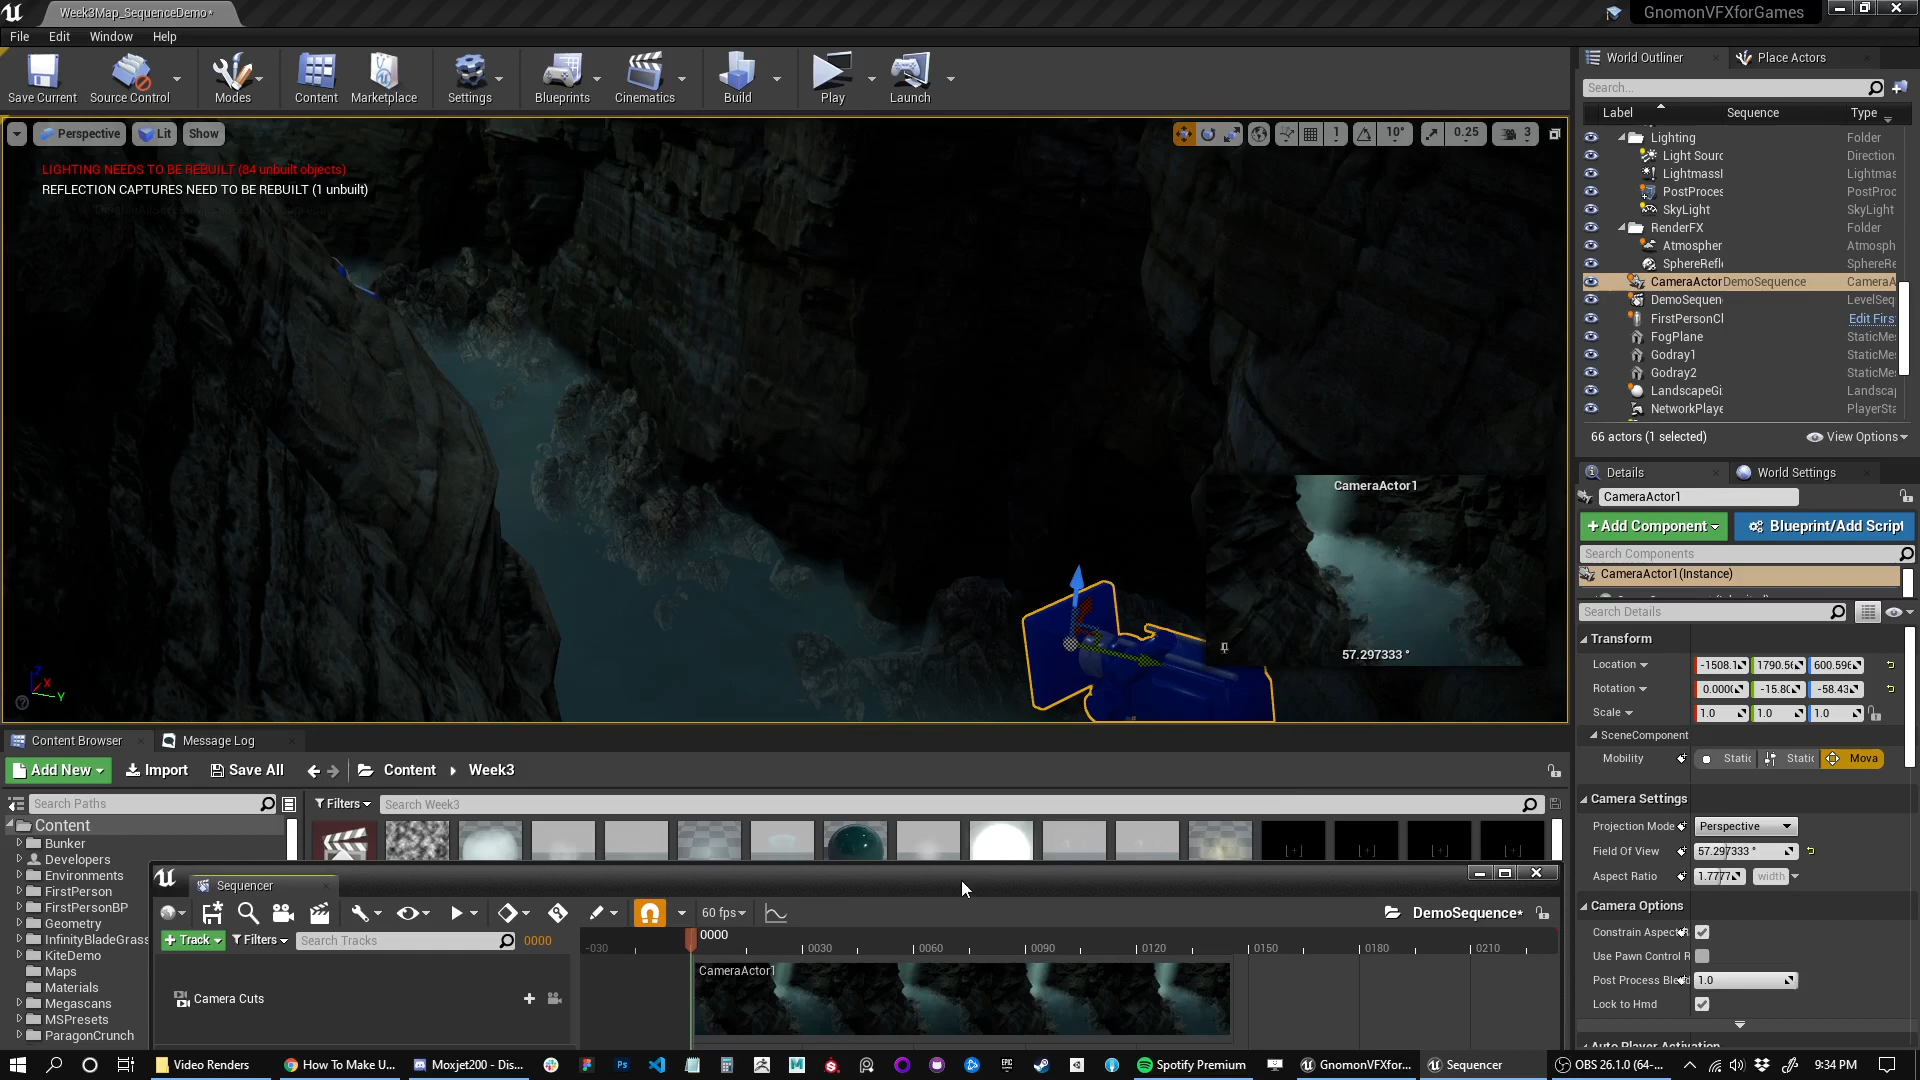 Week3Map_SequenceDemo*
GnomonVFXforGames
File Edit Window Help
Save Current Source Control Modes Content Marketplace Settings Blueprints Cinematics Build Play Launch
World Outliner Place Actors
Search...
Label Sequence Type
Perspective Lit Show
1 10° 0.25 3
LIGHTING NEEDS TO BE REBUILT (84 unbuilt objects)
REFLECTION CAPTURES NEED TO BE REBUILT (1 unbuilt)
Lighting Folder
Light Sourc Direction
LightmassI Lightmas
PostProces PostProc
SkyLight SkyLight
RenderFX Folder
Atmospher Atmosph
SphereRefl SphereRe
CameraActor DemoSequence CameraA
DemoSequen LevelSeq
FirstPersonCl Edit Firs
FogPlane StaticMe
Godray1 StaticMe
Godray2 StaticMe
LandscapeGi Landscap
NetworkPlaye PlayerSta
66 actors (1 selected) View Options
Details World Settings
CameraActor1
+Add Component Blueprint/Add Script
Search Components
CameraActor1(Instance)
Search Details
CameraActor1
57.297333 °
X
Y
Transform
Location -1508.1 1790.56 600.596
Rotation 0.000 -15.80 -58.43
Scale 1.0 1.0 1.0
SceneComponent
Mobility Static Static Mova
Camera Settings
Projection Mode Perspective
Field Of View 57.297333 °
Aspect Ratio 1.7777 width
Camera Options
Constrain Aspect R
Use Pawn Control R
Post Process Blend 1.0
Lock to Hmd
Auto Player Activation
Content Browser Message Log
Add New Import Save All Content Week3
Search Paths
Filters Search Week3
Content
Bunker
Developers
Environments
FirstPerson
FirstPersonBP
Geometry
InfinityBladeGrass
KiteDemo
Maps
Materials
Megascans
MSPresets
ParagonCrunch
Sequencer
60 fps DemoSequence*
+ Track Filters Search Tracks 0000
0000
-030 0030 0060 0090 0120 0150 0180 0210
CameraActor1
Camera Cuts
Video Renders How To Make U... Moxjet200 - Dis... Spotify Premium GnomonVFXfor... Sequencer OBS 26.1.0 (64-... 9:34 PM